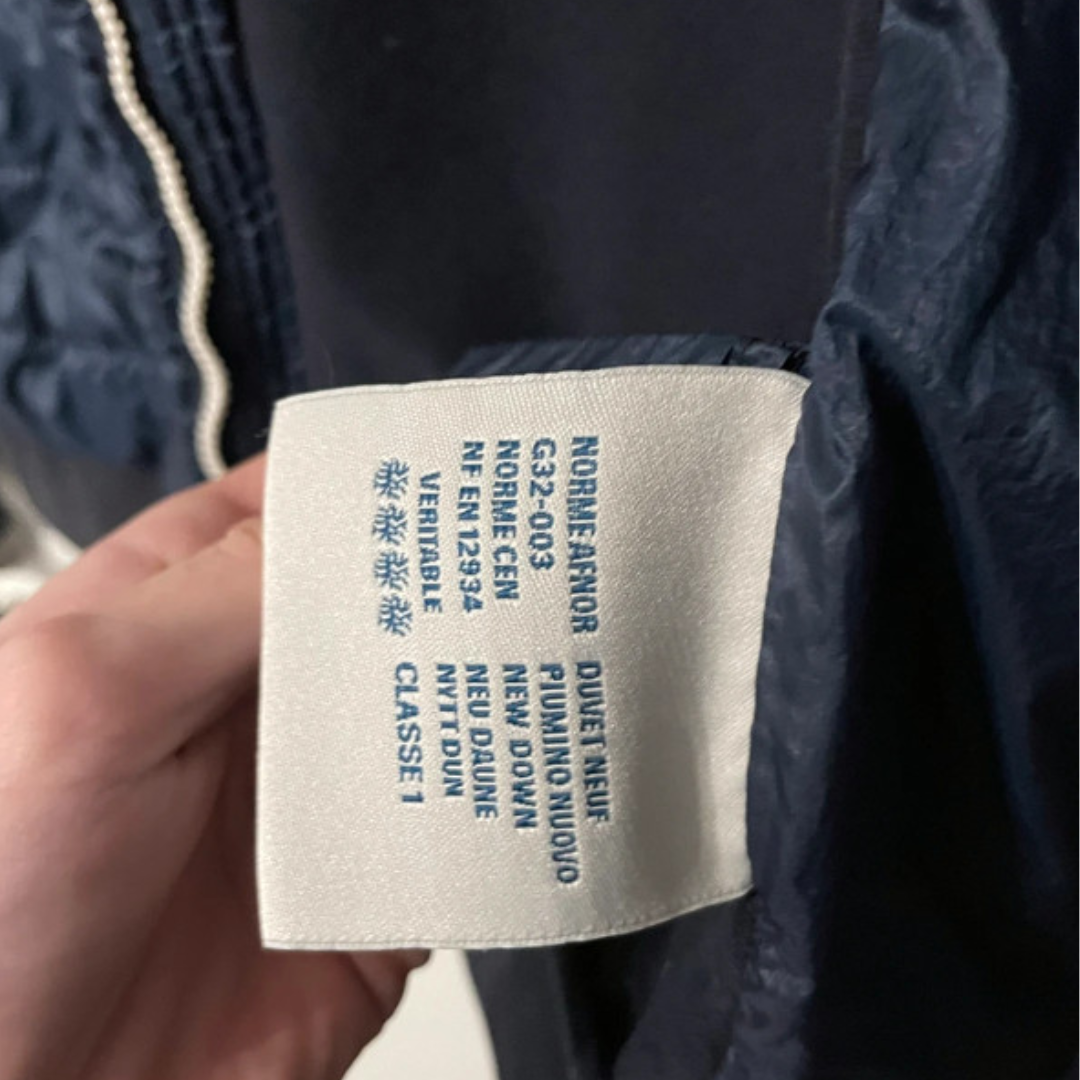 NORME AFNOR
G32-003
NORME CEN
NF EN 12934
VERITABLE
DUVET NEUF
PIUMINO NUOVO
NEW DOWN
NEU DAUNE
NYTT DUN
CLASSE 1